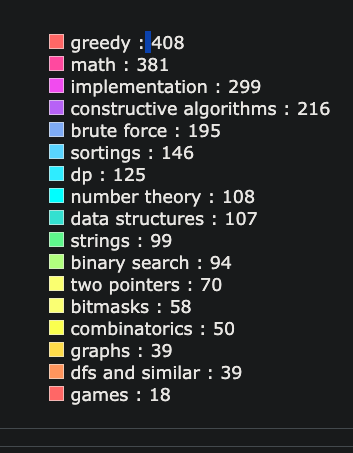 greedy : 408
math : 381
implementation : 299
constructive algorithms : 216
brute force : 195
sortings : 146
dp : 125
number theory : 108
data structures : 107
strings : 99
binary search : 94
two pointers : 70
bitmasks : 58
combinatorics : 50
graphs : 39
dfs and similar : 39
games : 18